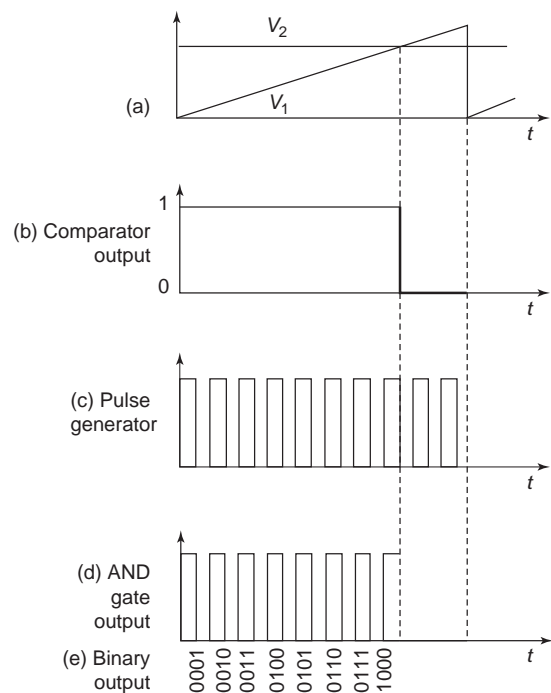 V2
(a)
V1
t
1
(b) Comparator
output
0
t
(c) Pulse
generator
t
(d) AND
gate
output
t
(e) Binary
output
0001 0010 0011 0100 0101 0110 0111 1000